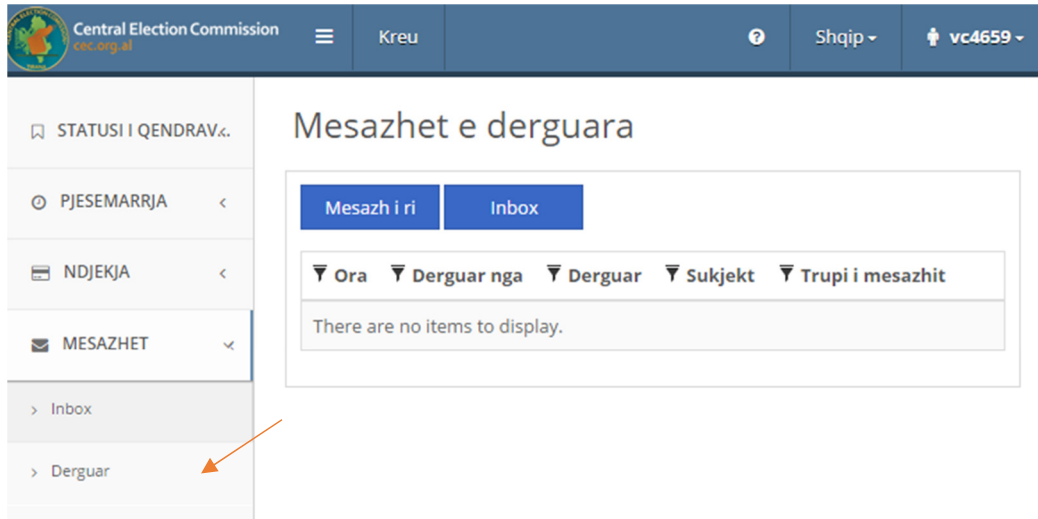 Central Election Commission
cec.org.al
Kreu
Shqip
vc4659
STATUSI I QENDRAV...
PJESEMARRJA
NDJEKJA
MESAZHET
Inbox
Derguar
Mesazhet e derguara
Mesazh i ri
Inbox
Ora Derguar nga Derguar Sukjekt Trupi i mesazhit
There are no items to display.